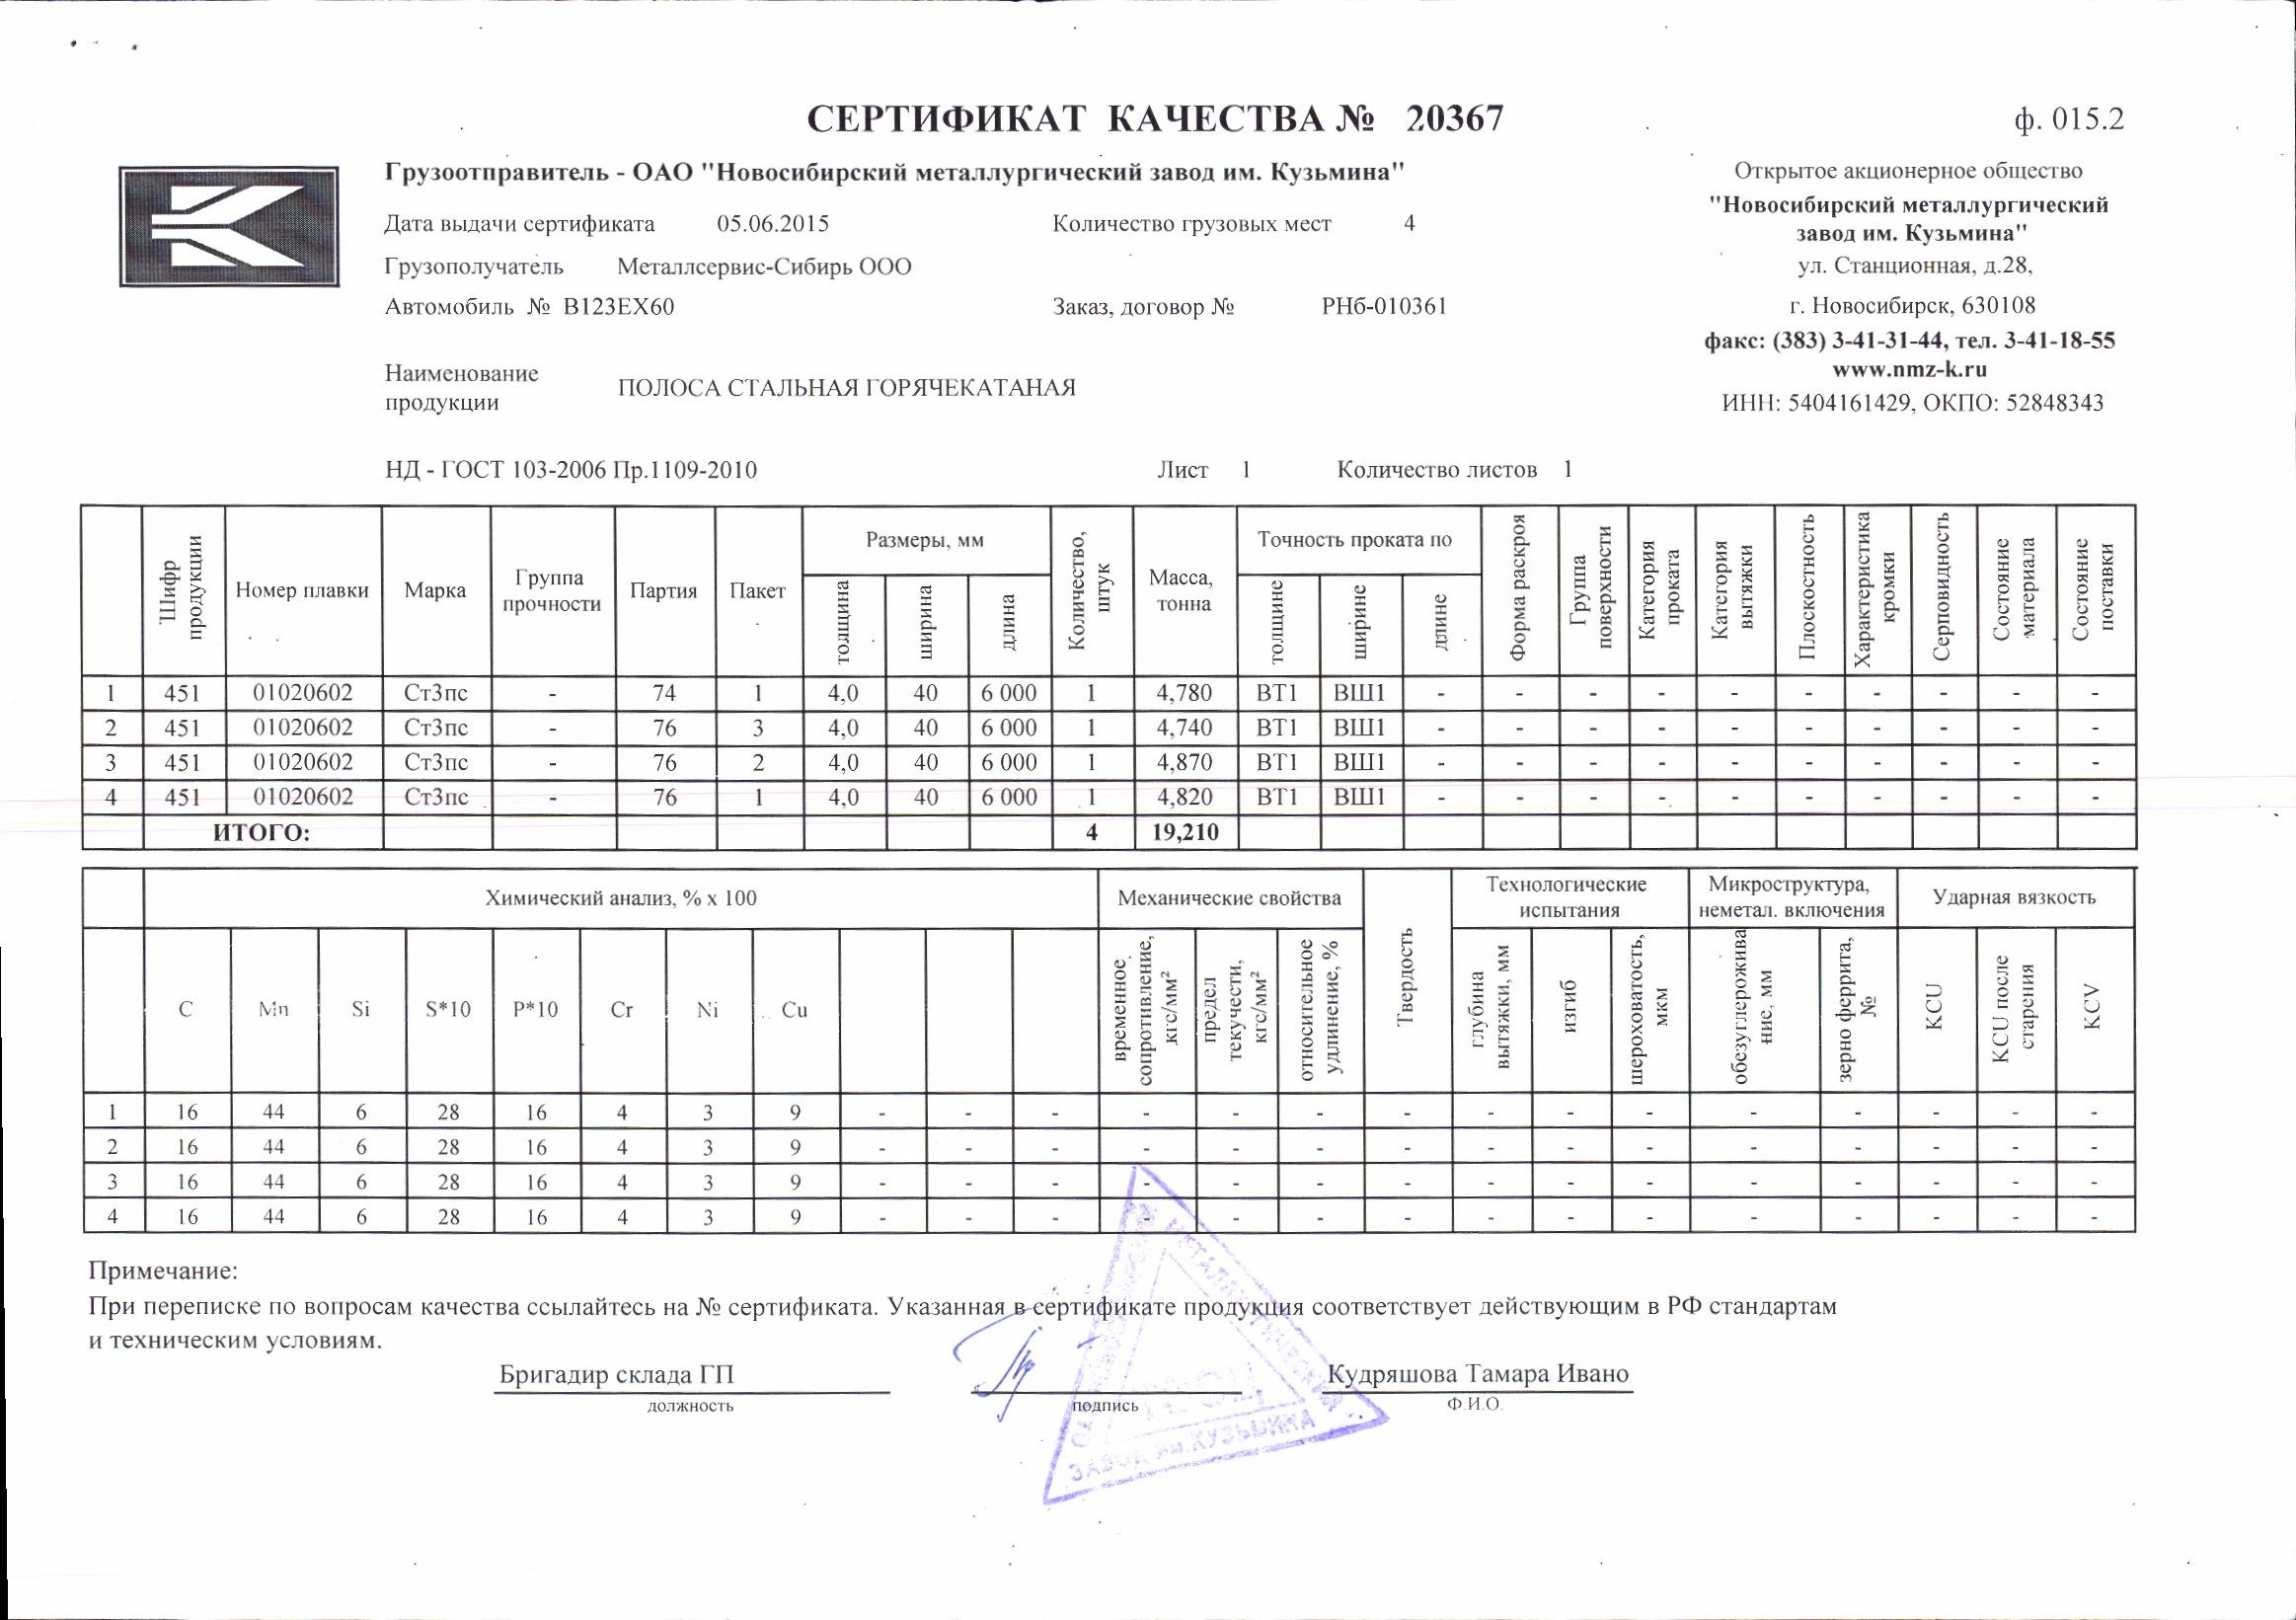 СЕРТИФИКАТ КАЧЕСТВА № 20367
ф. 015.2
Грузоотправитель - ОАО "Новосибирский металлургический завод им. Кузьмина"
Дата выдачи сертификата 05.06.2015 Количество грузовых мест 4
Грузополучатель Металлсервис-Сибирь ООО
Автомобиль № В123ЕХ60 Заказ, договор № РНб-010361
Наименование
продукции
ПОЛОСА СТАЛЬНАЯ ГОРЯЧЕКАТАНАЯ
НД - ГОСТ 103-2006 Пр.1109-2010 Лист 1 Количество листов 1
Открытое акционерное общество
"Новосибирский металлургический
завод им. Кузьмина"
ул. Станционная, д.28,
г. Новосибирск, 630108
факс: (383) 3-41-31-44, тел. 3-41-18-55
www.nmz-k.ru
ИНН: 5404161429, ОКПО: 52848343
Шифр
продукции
Номер плавки
Марка
Группа
прочности
Партия
Пакет
Размеры, мм
толщина
ширина
длина
Количество,
штук
Масса,
тонна
Точность проката по
толщине
ширине
длине
Форма раскроя
Группа
поверхности
Категория
проката
Категория
вытяжки
Плоскостность
Характеристика
кромки
Серповидность
Состояние
материала
Состояние
поставки
1 451 01020602 Ст3пс - 74 1 4,0 40 6 000 1 4,780 ВТ1 ВШ1 - - - - - - - - - -
2 451 01020602 Ст3пс - 76 3 4,0 40 6 000 1 4,740 ВТ1 ВШ1 - - - - - - - - - -
3 451 01020602 Ст3пс - 76 2 4,0 40 6 000 1 4,870 ВТ1 ВШ1 - - - - - - - - - -
4 451 01020602 Ст3пс - 76 1 4,0 40 6 000 1 4,820 ВТ1 ВШ1 - - - - - - - - - -
ИТОГО: 4 19,210
Химический анализ, % х 100
Механические свойства
Твердость
Технологические
испытания
Микроструктура,
неметал. включения
Ударная вязкость
C Mn Si S*10 P*10 Cr Ni Cu
временное
сопротивление,
кгс/мм²
предел
текучести,
кгс/мм²
относительное
удлинение, %
глубина
вытяжки, мм
изгиб
шероховатость,
мкм
обезуглерожива
ние, мм
зерно феррита,
№
KCU
KCU после
старения
KCV
1 16 44 6 28 16 4 3 9 - - - - - - - - - - - - - - -
2 16 44 6 28 16 4 3 9 - - - - - - - - - - - - - - -
3 16 44 6 28 16 4 3 9 - - - - - - - - - - - - - - -
4 16 44 6 28 16 4 3 9 - - - - - - - - - - - - - - -
Примечание:
При переписке по вопросам качества ссылайтесь на № сертификата. Указанная в сертификате продукция соответствует действующим в РФ стандартам
и техническим условиям.
Бригадир склада ГП
должность
подпись
Кудряшова Тамара Ивано
Ф.И.О.
МЕТАЛЛУРГИЧЕСКИЙ
ЗАВОД им.КУЗЬМИНА